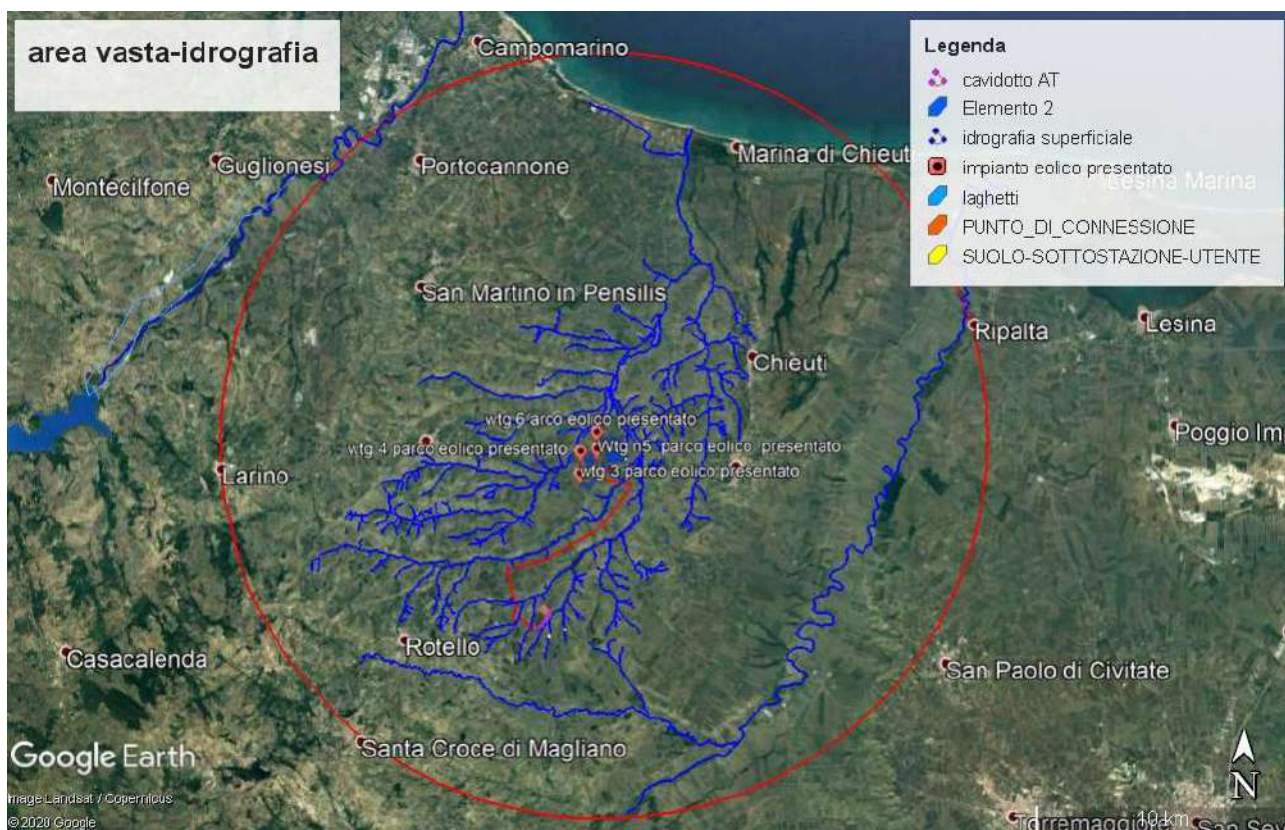 area vasta-idrografia
Legenda
cavidotto AT
Elemento 2
idrografia superficiale
impianto eolico presentato
laghetti
PUNTO_DI_CONNESSIONE
SUOLO-SOTTOSTAZIONE-UTENTE
Campomarino
Guglionesi
Portocannone
Marina di Chieut
Montecilfone
Lesina Marina
San Martino in Pensilis
Ripalta
Lesina
Chieuti
wtg 6 arco eolico presentato
wtg 4 parco eolico presentato
Wtg n5 parco eolico presentato
Poggio Im
wtg 3 parco eolico presentato
Larino
Rotello
Casacalenda
San Paolo di Civitate
Santa Croce di Magliano
Google Earth
N
mage Landsat / Copernicus
10 km
© 2020 Google